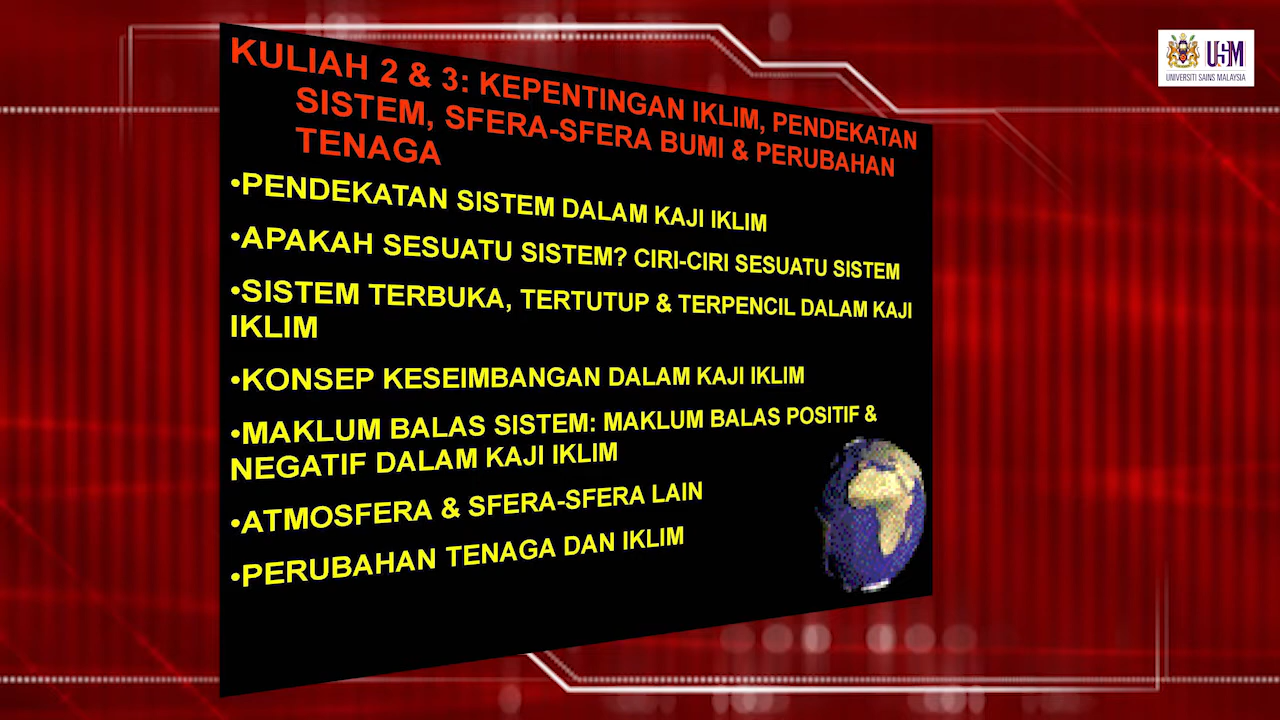 KULIAH 2 & 3: KEPENTINGAN IKLIM, PENDEKATAN
SISTEM, SFERA-SFERA BUMI & PERUBAHAN
TENAGA
•PENDEKATAN SISTEM DALAM KAJI IKLIM
•APAKAH SESUATU SISTEM? CIRI-CIRI SESUATU SISTEM
•SISTEM TERBUKA, TERTUTUP & TERPENCIL DALAM KAJI
IKLIM
•KONSEP KESEIMBANGAN DALAM KAJI IKLIM
•MAKLUM BALAS SISTEM: MAKLUM BALAS POSITIF &
NEGATIF DALAM KAJI IKLIM
•ATMOSFERA & SFERA-SFERA LAIN
•PERUBAHAN TENAGA DAN IKLIM
USM
UNIVERSITI SAINS MALAYSIA